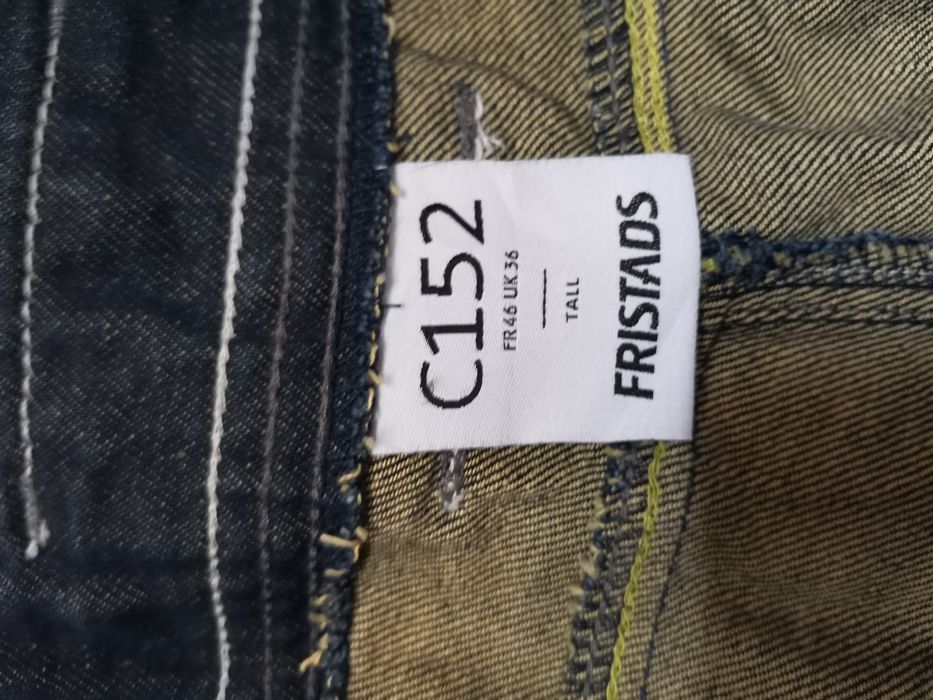 C152
FR 46 UK 36
TALL
FRISTADS